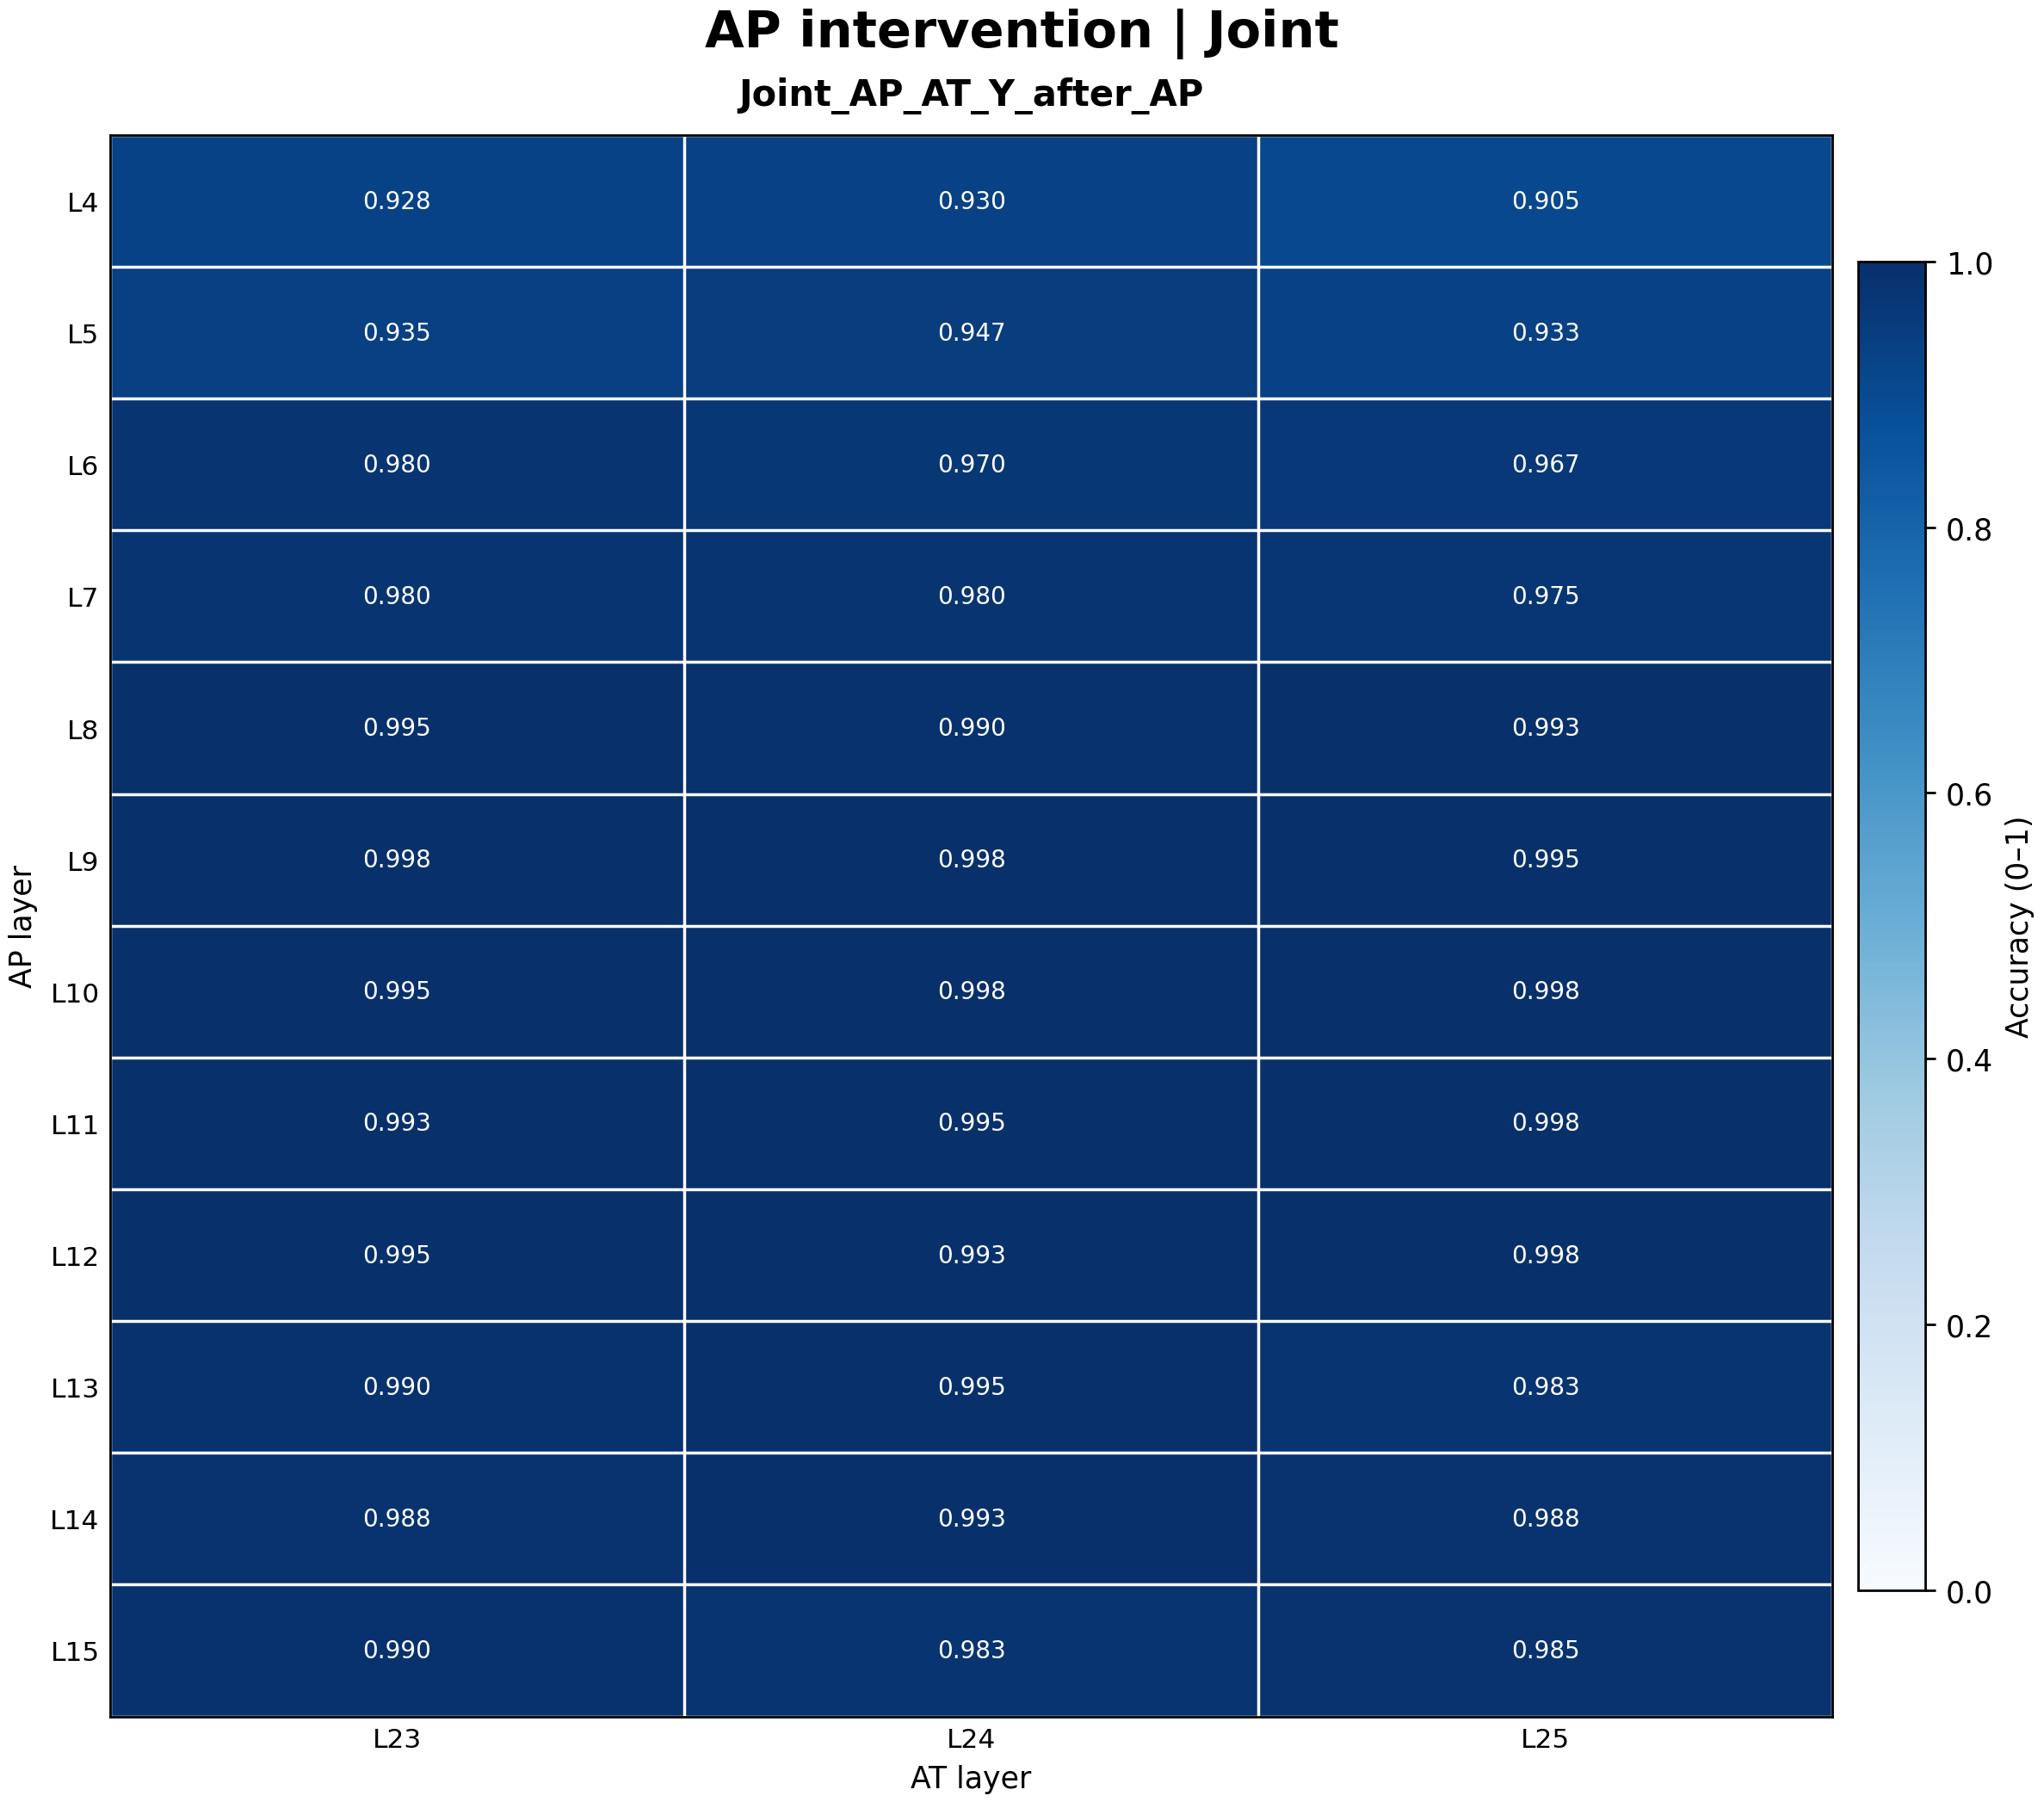 AP intervention | Joint
Joint_AP_AT_Y_after_AP
L4 0.928 0.930 0.905
L5 0.935 0.947 0.933
L6 0.980 0.970 0.967
L7 0.980 0.980 0.975
L8 0.995 0.990 0.993
L9 0.998 0.998 0.995
L10 0.995 0.998 0.998
L11 0.993 0.995 0.998
L12 0.995 0.993 0.998
L13 0.990 0.995 0.983
L14 0.988 0.993 0.988
L15 0.990 0.983 0.985
L23 L24 L25
AT layer
AP layer
1.0
0.8
0.6
0.4
0.2
0.0
Accuracy (0–1)